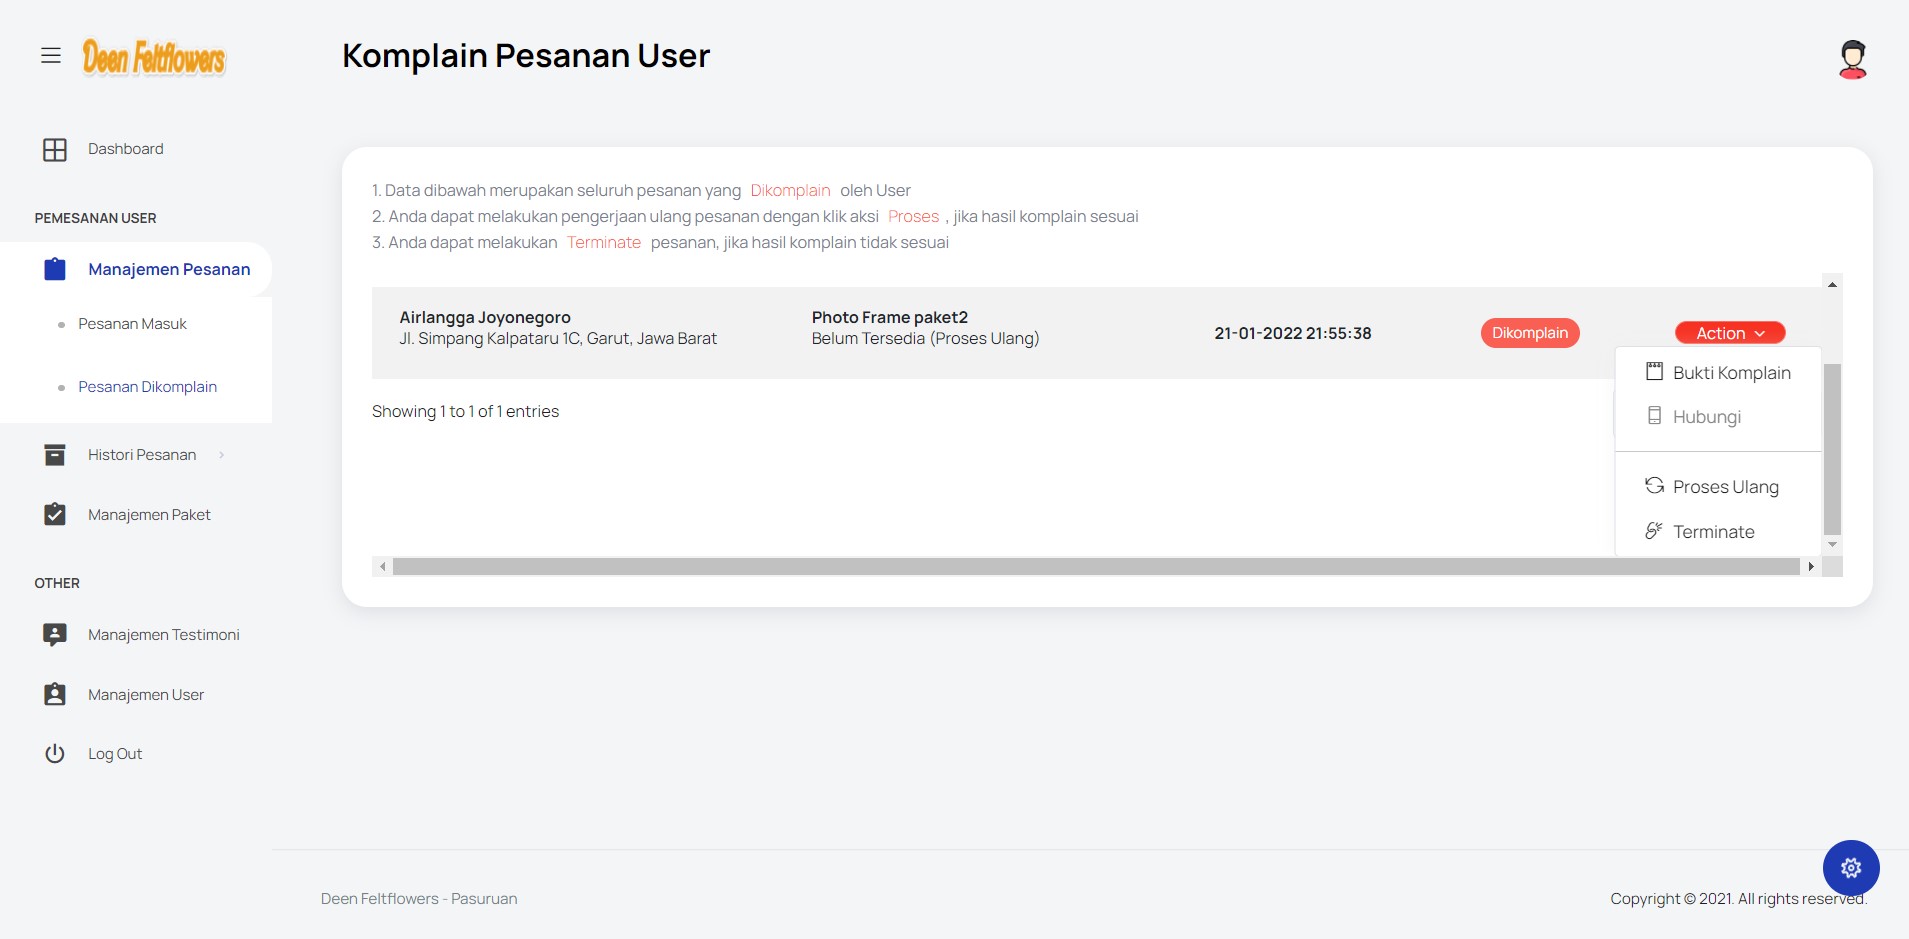 Deen Feltflowers
Komplain Pesanan User
Dashboard
PEMESANAN USER
Manajemen Pesanan
Pesanan Masuk
Pesanan Dikomplain
Histori Pesanan
Manajemen Paket
OTHER
Manajemen Testimoni
Manajemen User
Log Out
1. Data dibawah merupakan seluruh pesanan yang Dikomplain oleh User
2. Anda dapat melakukan pengerjaan ulang pesanan dengan klik aksi Proses , jika hasil komplain sesuai
3. Anda dapat melakukan Terminate pesanan, jika hasil komplain tidak sesuai
Airlangga Joyonegoro
Jl. Simpang Kalpataru 1C, Garut, Jawa Barat
Photo Frame paket2
Belum Tersedia (Proses Ulang)
21-01-2022 21:55:38
Dikomplain
Action
Bukti Komplain
Hubungi
Proses Ulang
Terminate
Showing 1 to 1 of 1 entries
Deen Feltflowers - Pasuruan
Copyright © 2021. All rights reserved.